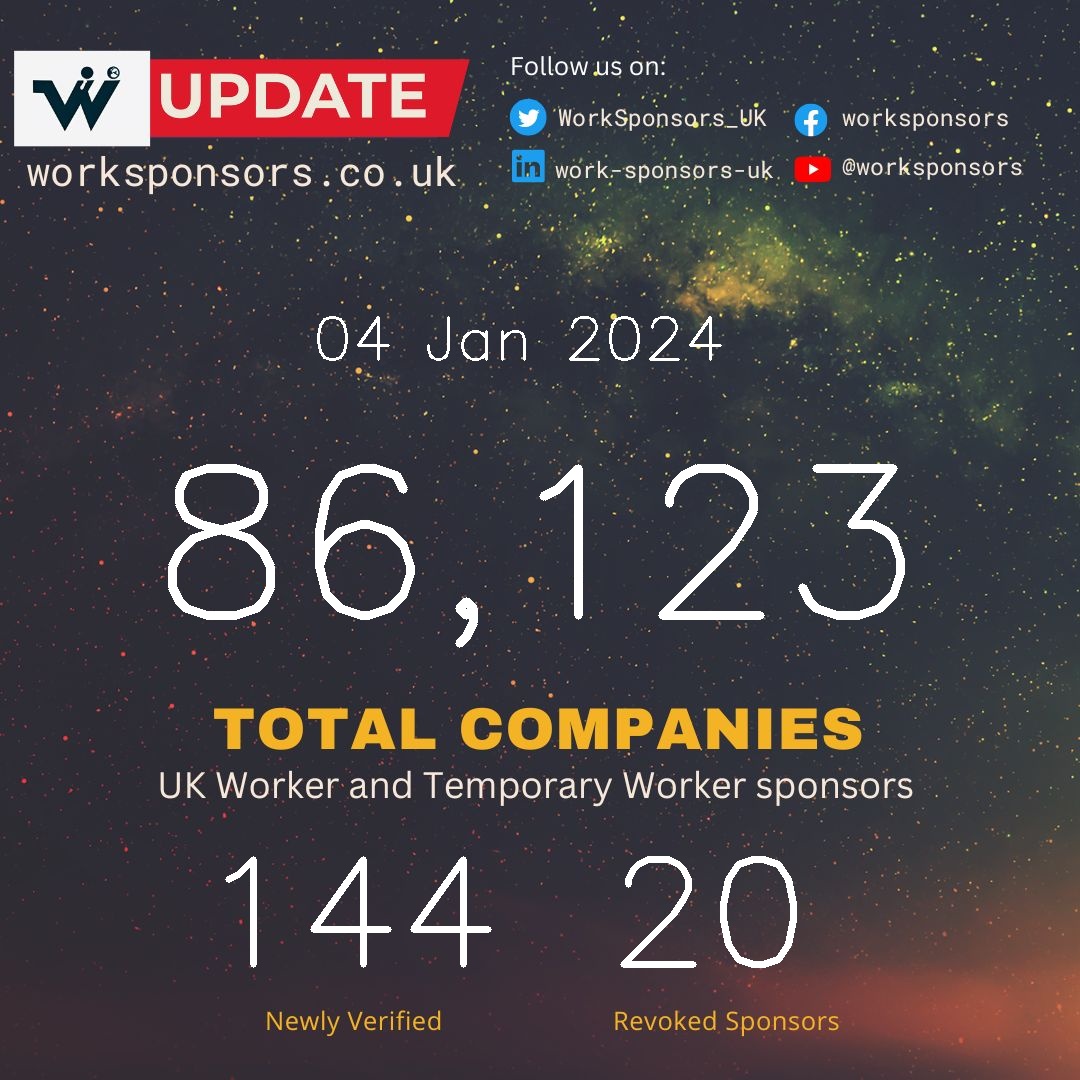 UPDATE
worksponsors.co.uk
Follow us on:
WorkSponsors_UK
worksponsors
work-sponsors-uk
@worksponsors
04 Jan 2024
86,123
TOTAL COMPANIES
UK Worker and Temporary Worker sponsors
144 20
Newly Verified Revoked Sponsors